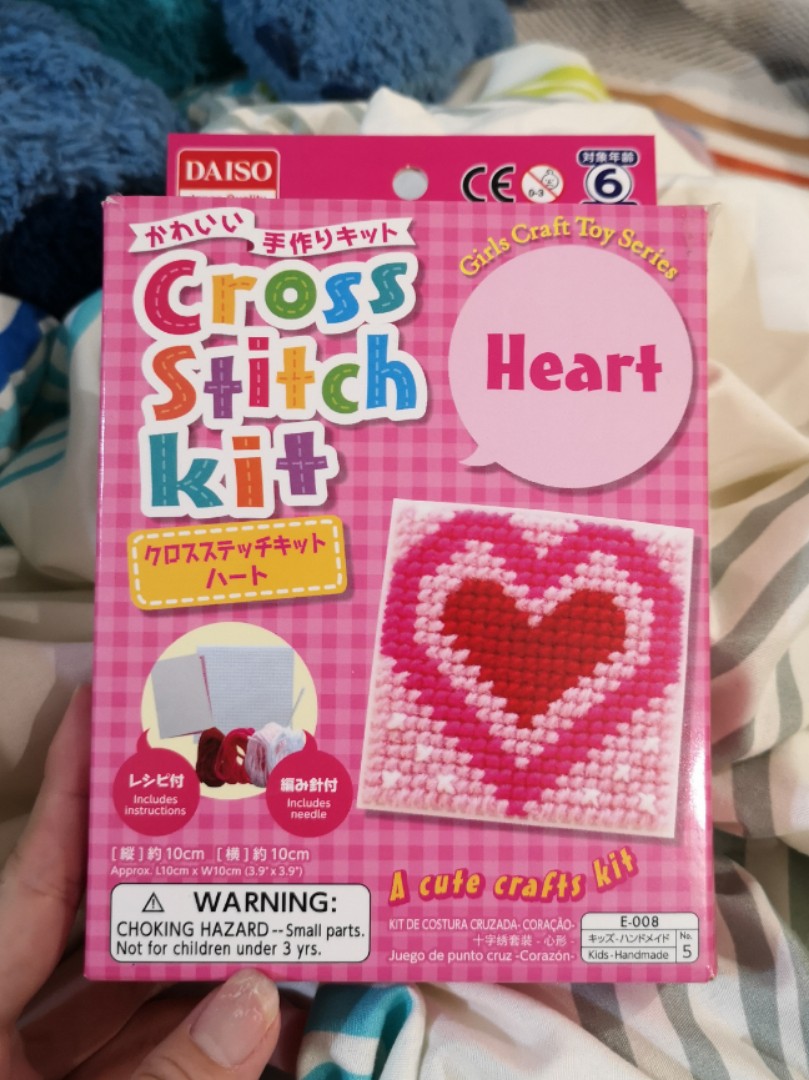 DAISO
CE
0-3
対象年齢
6
かわいい
手作りキット
Girls Craft Toy Series
Cross
Stitch
kit
Heart
クロスステッチキット
ハート
レシピ付
Includes
instructions
編み針付
Includes
needle
[縦]約10cm [横]約10cm
Approx. L10cm x W10cm (3.9"x3.9")
A cute crafts kit
WARNING:
CHOKING HAZARD--Small parts.
Not for children under 3 yrs.
KIT DE COSTURA CRUZADA- CORAÇÃO-
十字绣套装 - 心形 -
Juego de punto cruz -Corazón-
E-008
キッズ-ハンドメイド
Kids-Handmade
No.
5